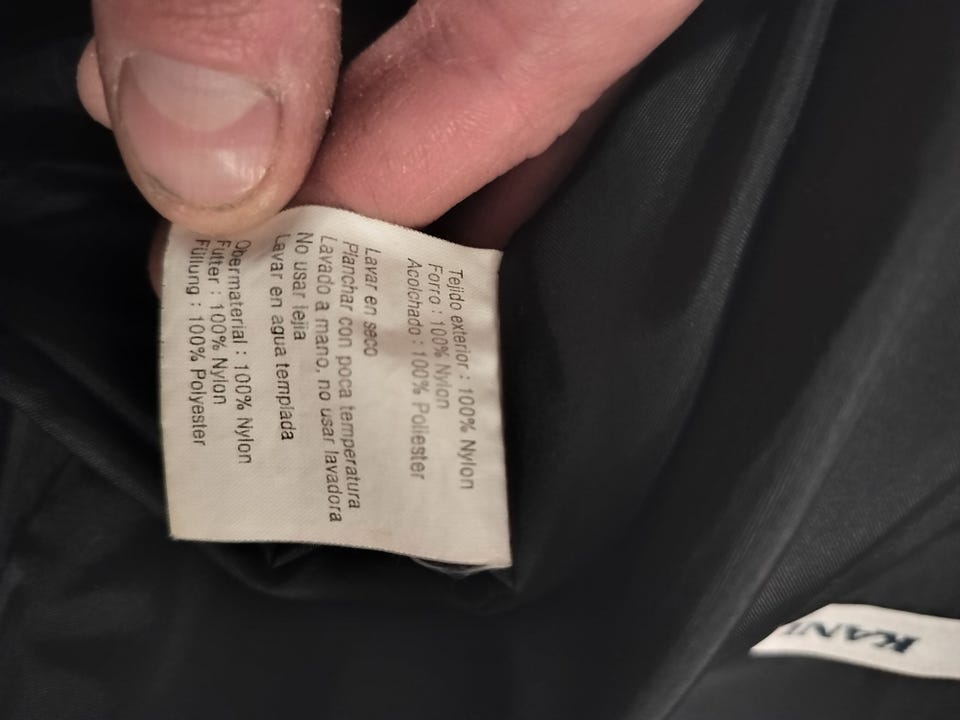 Tejido exterior : 100% Nylon
Forro : 100% Nylon
Acolchado : 100% Poliester
Lavar en seco
Planchar con poca temperatura
Lavado a mano, no usar lavadora
No usar lejia
Lavar en agua templada
Obermaterial : 100% Nylon
Futter : 100% Nylon
Füllung : 100% Polyester